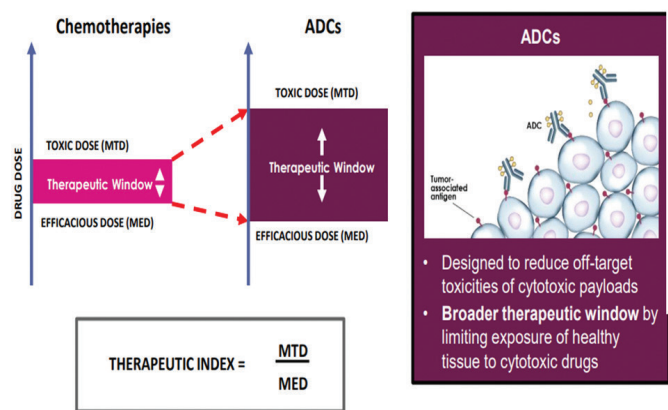 Chemotherapies
DRUG DOSE
TOXIC DOSE (MTD)
Therapeutic Window
EFFICACIOUS DOSE (MED)
ADCs
TOXIC DOSE (MTD)
Therapeutic Window
EFFICACIOUS DOSE (MED)
THERAPEUTIC INDEX =
MTD
MED
ADCs
ADC
Tumor-
associated
antigen
• Designed to reduce off-target
toxicities of cytotoxic payloads
• Broader therapeutic window by
limiting exposure of healthy
tissue to cytotoxic drugs